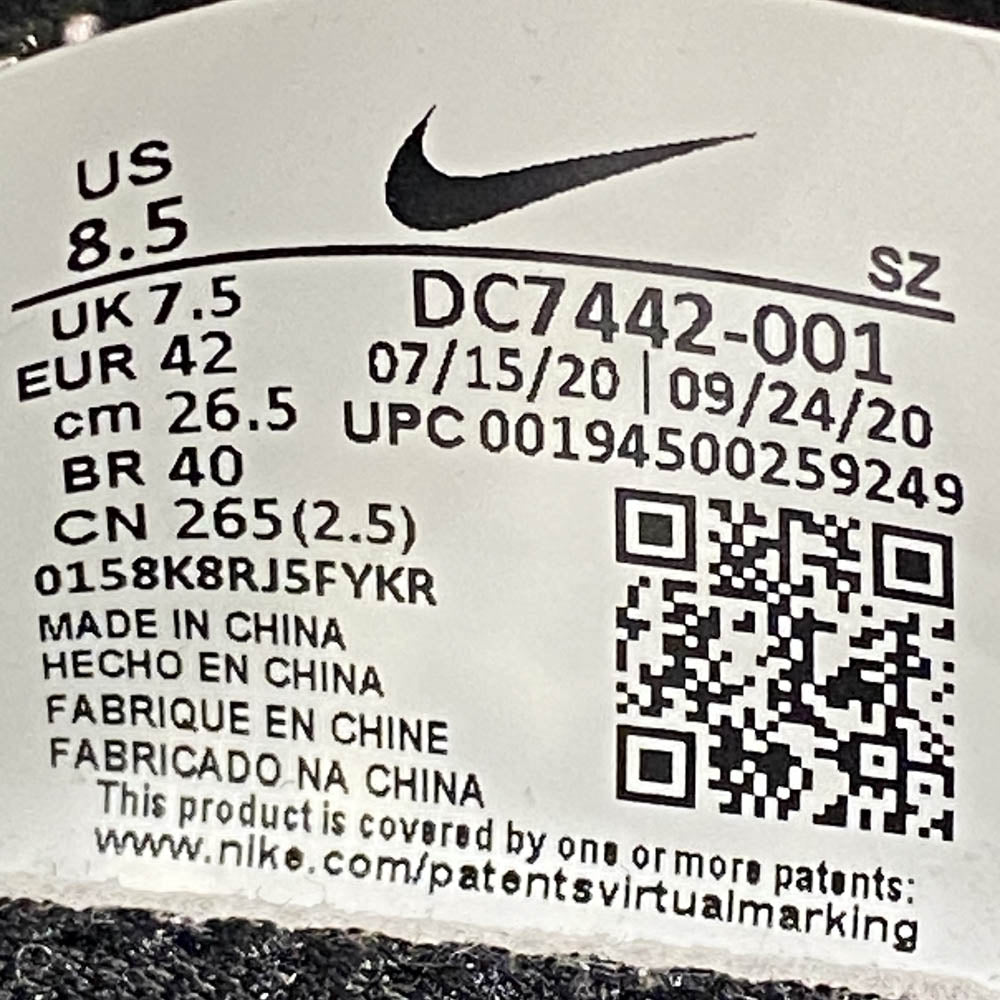 US
8.5
SZ
UK 7.5
EUR 42
cm 26.5
BR 40
CN 265(2.5)
DC7442-001
07/15/20 | 09/24/20
UPC 00194500259249
0158K8RJ5FYKR
MADE IN CHINA
HECHO EN CHINA
FABRIQUE EN CHINE
FABRICADO NA CHINA
This product is covered by one or more patents:
www.nike.com/patentsvirtualmarking